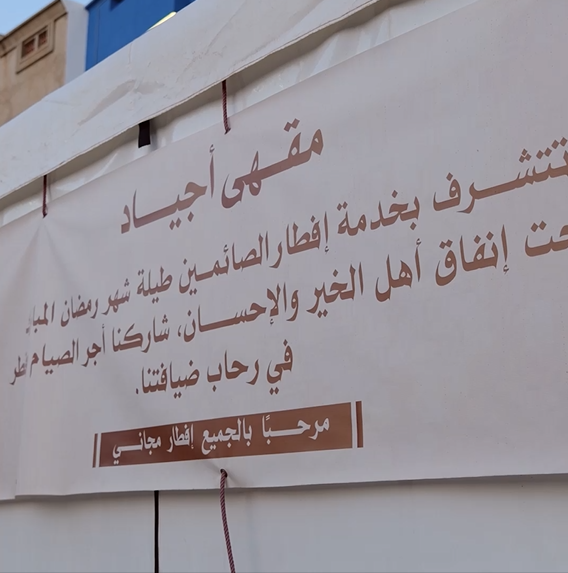 مقهى أجياد
تتشرف بخدمة إفطار الصائمين طيلة شهر رمضان
إنفاق أهل الخير والإحسان، شاركنا أجر الصيام
في رحاب ضيافتنا.
مرحبًا بالجميع إفطار مجاني